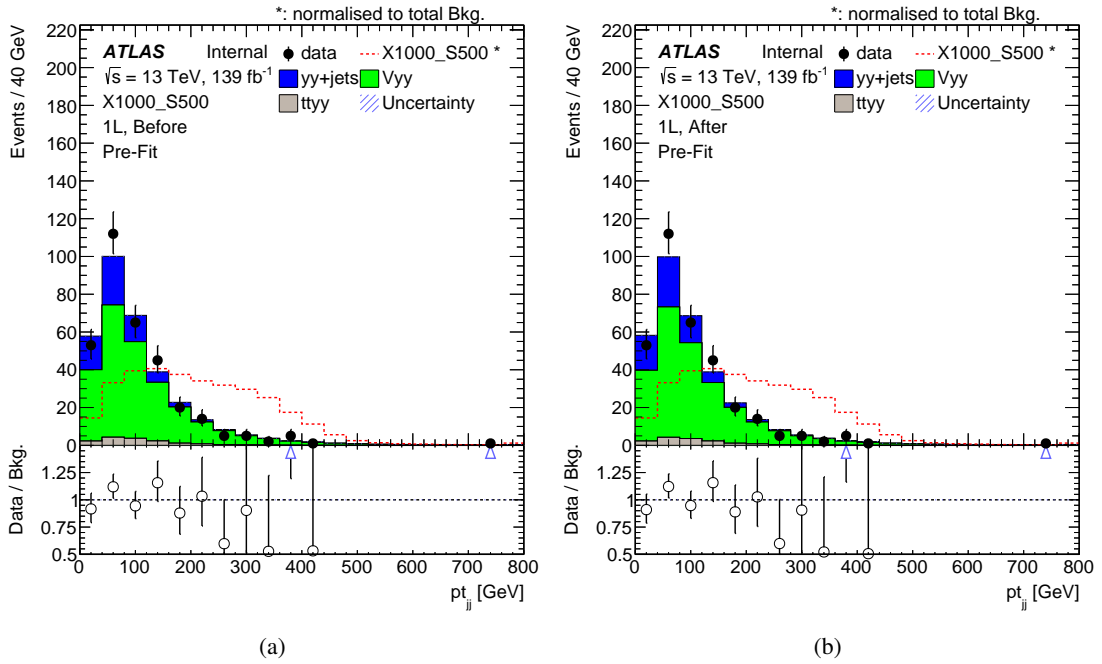 *: normalised to total Bkg.
Events / 40 GeV
220
200
180
160
140
120
100
80
60
40
20
0
ATLAS Internal
√s = 13 TeV, 139 fb⁻¹
X1000_S500
1L, Before
Pre-Fit
data
X1000_S500 *
yy+jets
Vyy
ttyy
Uncertainty
Data / Bkg.
1.25
1
0.75
0.5
0 100 200 300 400 500 600 700 800
pt_jj [GeV]
(a)
*: normalised to total Bkg.
Events / 40 GeV
220
200
180
160
140
120
100
80
60
40
20
0
ATLAS Internal
√s = 13 TeV, 139 fb⁻¹
X1000_S500
1L, After
Pre-Fit
data
X1000_S500 *
yy+jets
Vyy
ttyy
Uncertainty
Data / Bkg.
1.25
1
0.75
0.5
0 100 200 300 400 500 600 700 800
pt_jj [GeV]
(b)